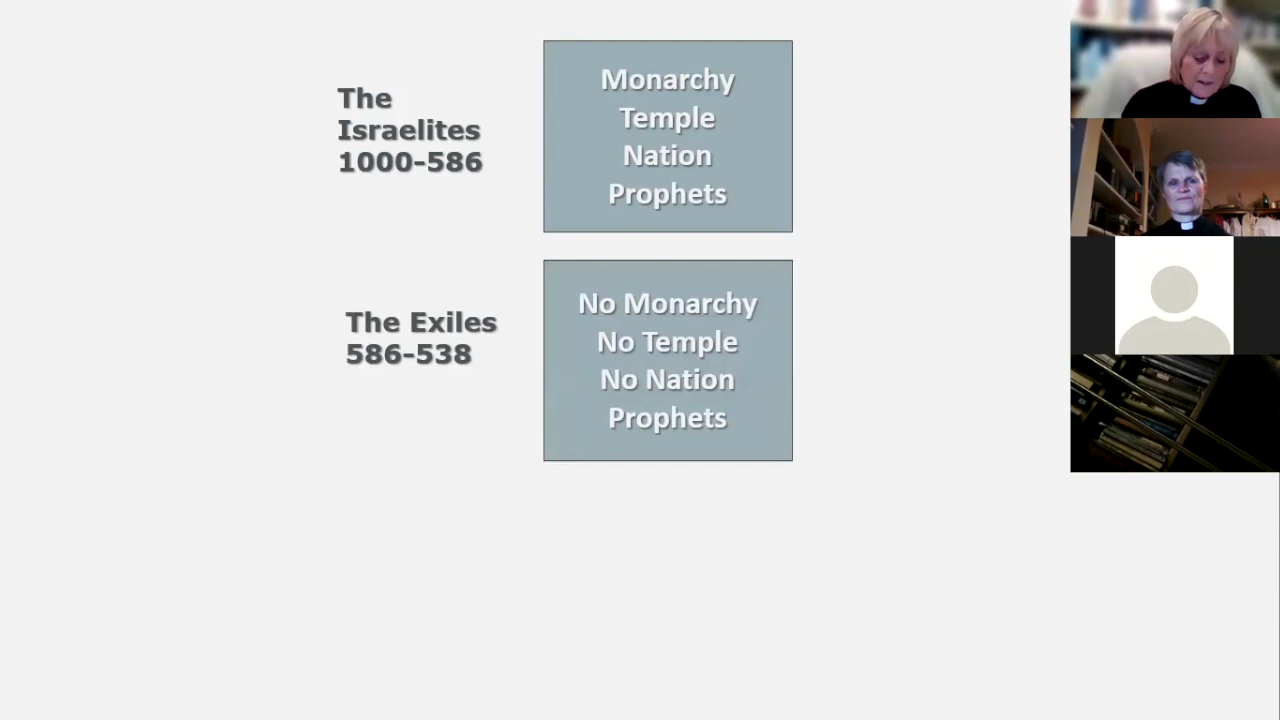 The
Israelites
1000-586
Monarchy
Temple
Nation
Prophets
The Exiles
586-538
No Monarchy
No Temple
No Nation
Prophets